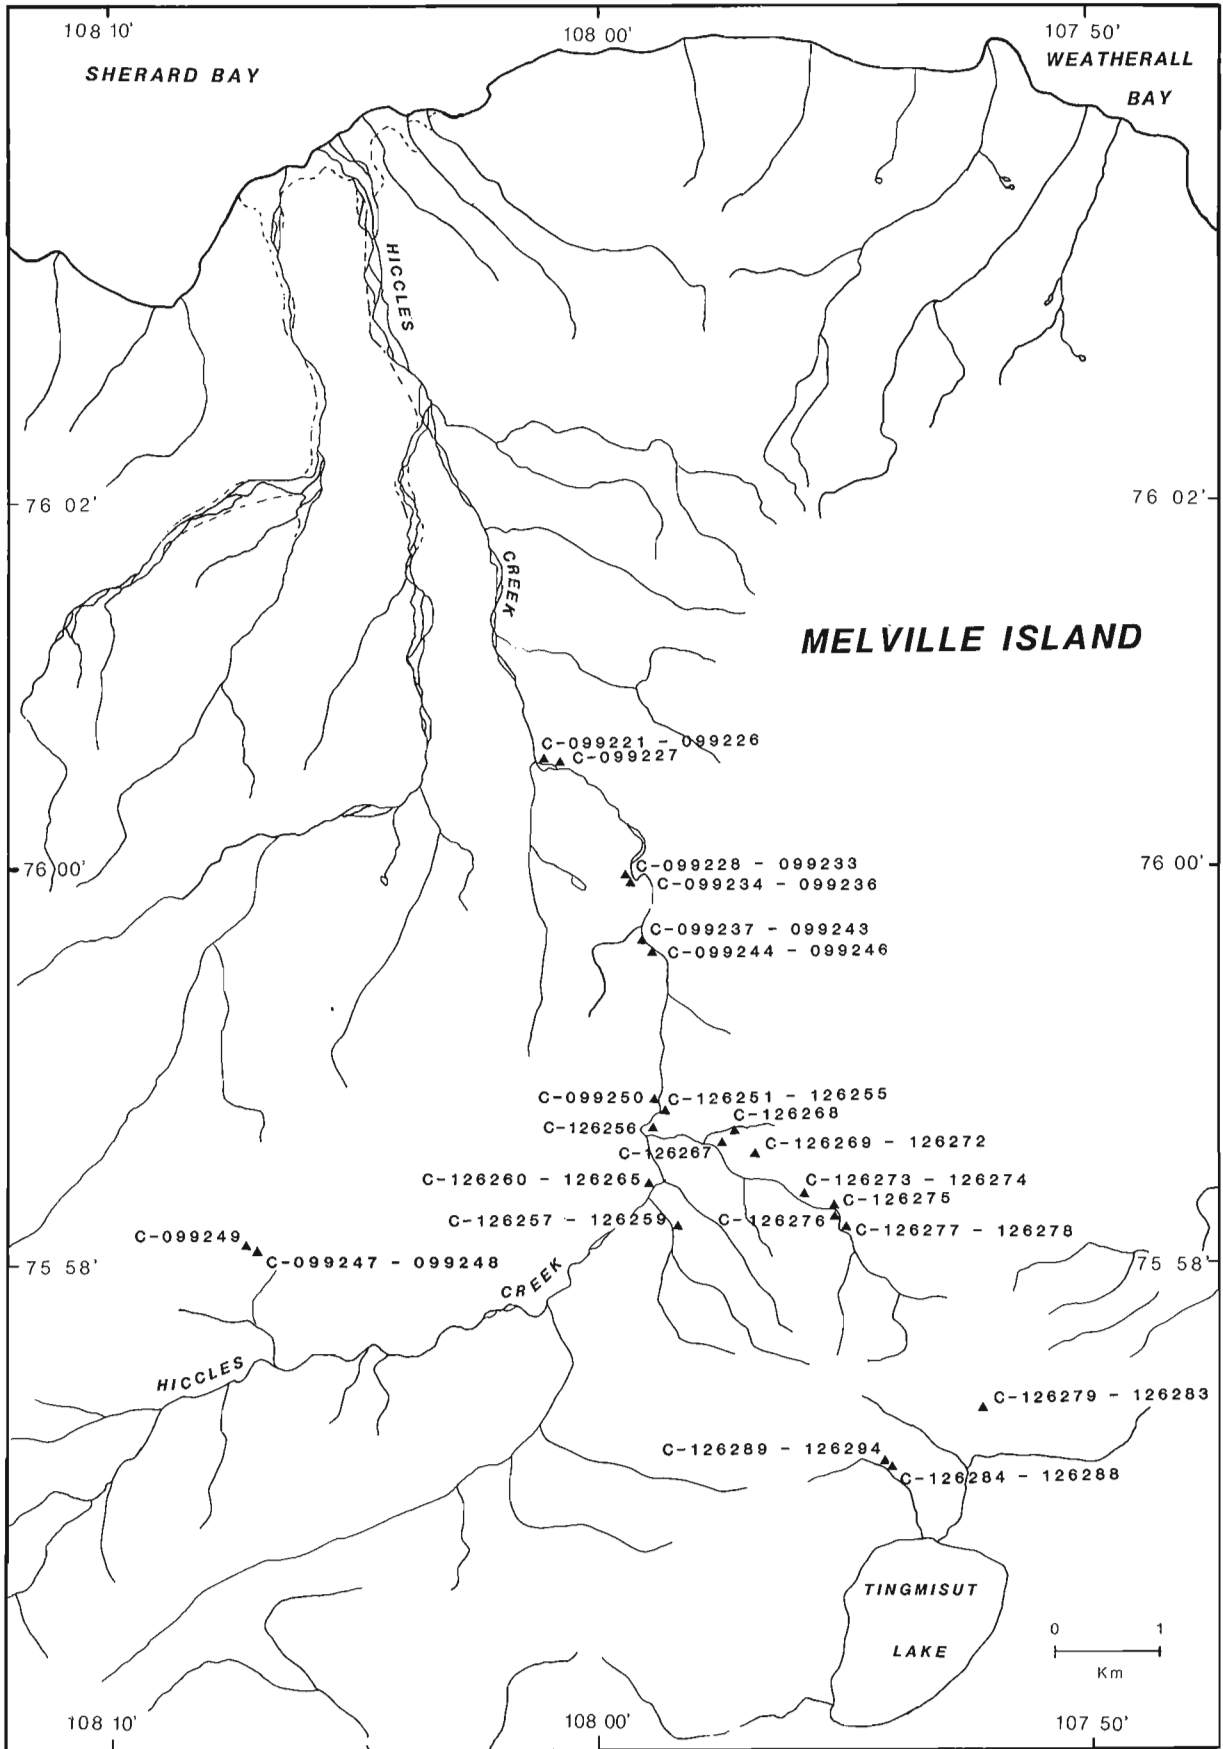 108 10' 108 00' 107 50'
SHERARD BAY
WEATHERALL
BAY
HICCLES
76 02' 76 02'
CREEK
MELVILLE ISLAND
C-099221 - 099226
C-099227
76 00' 76 00'
C-099228 - 099233
C-099234 - 099236
C-099237 - 099243
C-099244 - 099246
C-099250 C-126251 - 126255
C-126268
C-126256
C-126269 - 126272
C-126267
C-126260 - 126265
C-126273 - 126274
C-126275
C-126257 - 126259
C-126276
C-126277 - 126278
C-099249
C-099247 - 099248
75 58' 75 58'
CREEK
HICCLES
C-126279 - 126283
C-126289 - 126294
C-126284 - 126288
TINGMISUT
LAKE
0 1
Km
108 10' 108 00' 107 50'